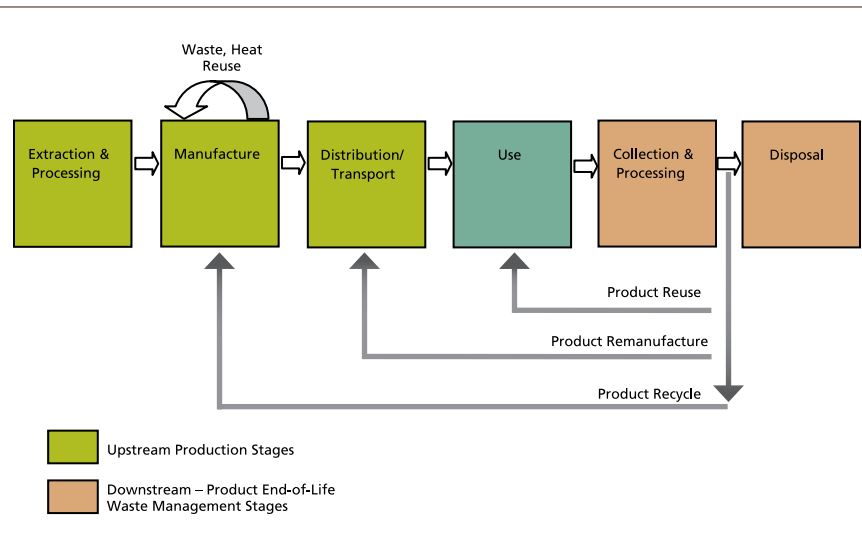 Waste, Heat
Reuse
Extraction &
Processing
Manufacture
Distribution/
Transport
Use
Collection &
Processing
Disposal
Product Reuse
Product Remanufacture
Product Recycle
Upstream Production Stages
Downstream – Product End-of-Life
Waste Management Stages